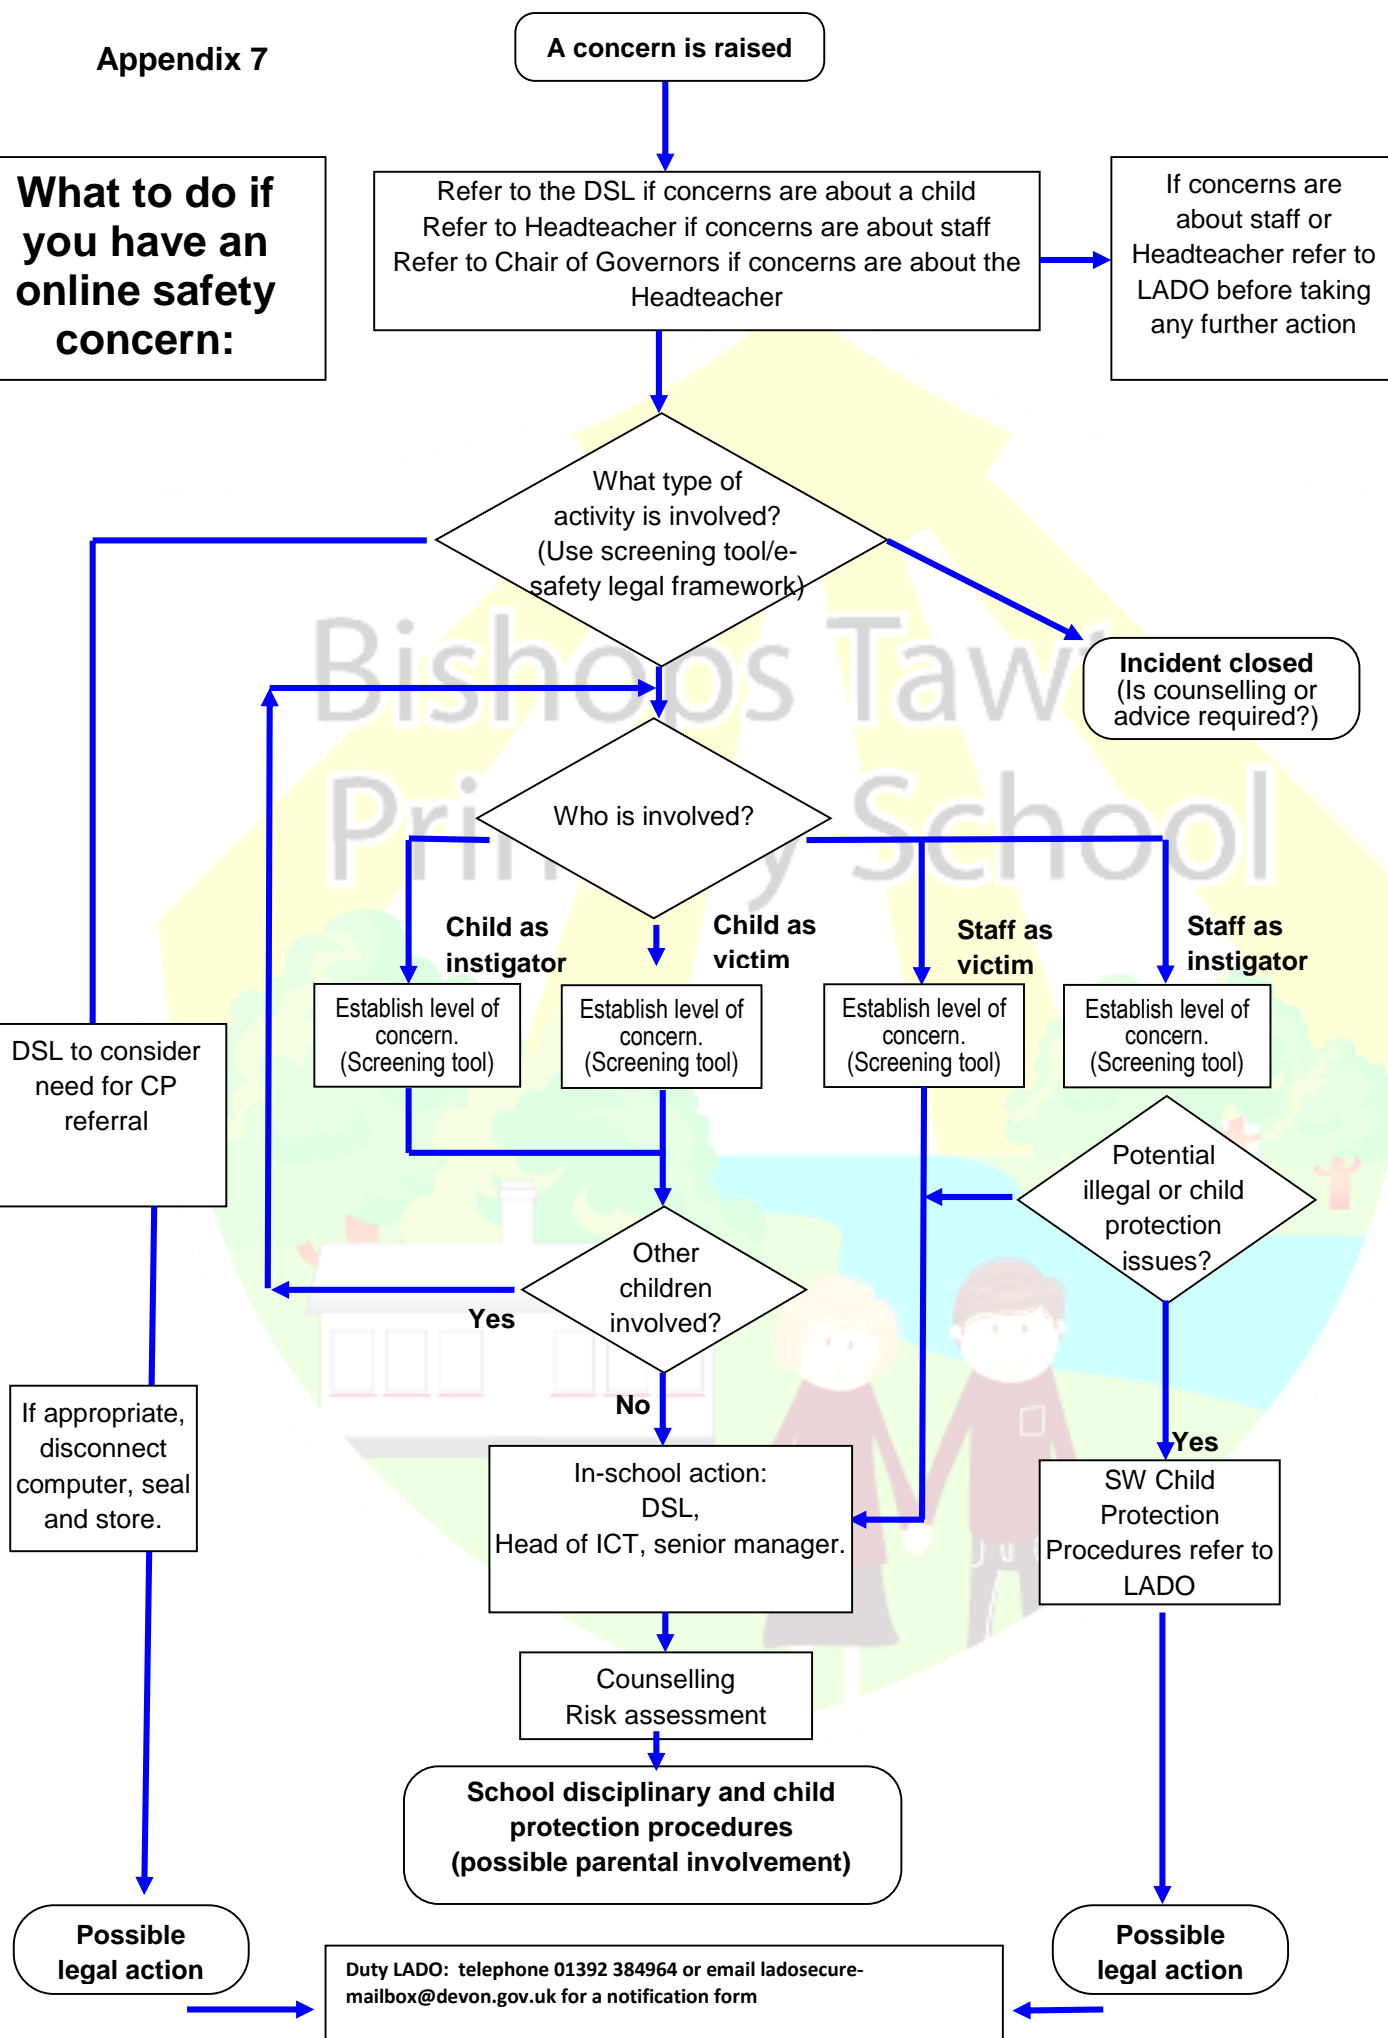 Appendix 7
A concern is raised
What to do if
you have an
online safety
concern:
Refer to the DSL if concerns are about a child
Refer to Headteacher if concerns are about staff
Refer to Chair of Governors if concerns are about the
Headteacher
If concerns are
about staff or
Headteacher refer to
LADO before taking
any further action
What type of
activity is involved?
(Use screening tool/e-
safety legal framework)
Incident closed
(Is counselling or
advice required?)
Bishops Tawt
Pri y School
Who is involved?
Child as
instigator
Child as
victim
Staff as
victim
Staff as
instigator
Establish level of
concern.
(Screening tool)
Establish level of
concern.
(Screening tool)
Establish level of
concern.
(Screening tool)
Establish level of
concern.
(Screening tool)
DSL to consider
need for CP
referral
Potential
illegal or child
protection
issues?
Other
children
involved?
Yes
No
If appropriate,
disconnect
computer, seal
and store.
In-school action:
DSL,
Head of ICT, senior manager.
Yes
SW Child
Protection
Procedures refer to
LADO
Counselling
Risk assessment
School disciplinary and child
protection procedures
(possible parental involvement)
Possible
legal action
Possible
legal action
Duty LADO: telephone 01392 384964 or email ladosecure-
mailbox@devon.gov.uk for a notification form